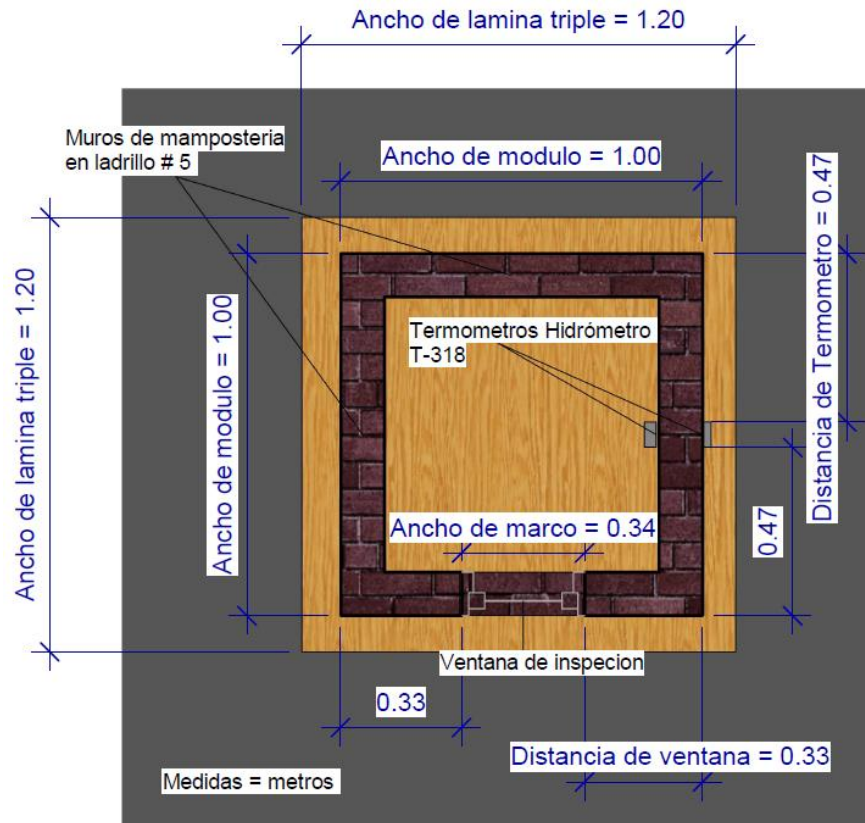 Ancho de lamina triple = 1.20
Muros de mamposteria
en ladrillo # 5
Ancho de modulo = 1.00
Distancia de Termometro = 0.47
Ancho de lamina triple = 1.20
Ancho de modulo = 1.00
Termometros Hidrómetro
T-318
Ancho de marco = 0.34
0.47
Ventana de inspecion
0.33
Distancia de ventana = 0.33
Medidas = metros